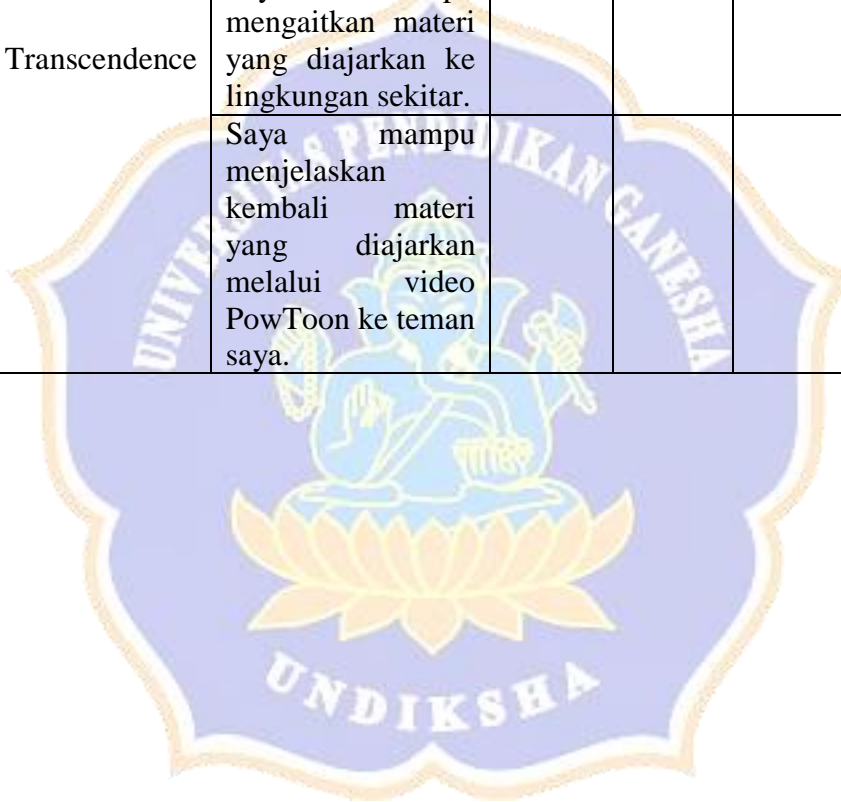 mengaitkan materi
Transcendence
yang diajarkan ke
lingkungan sekitar.
Saya mampu
menjelaskan
kembali materi
yang diajarkan
melalui video
PowToon ke teman
saya.
UNIVERSITAS PENDIDIKAN GANESHA
UNDIKSHA